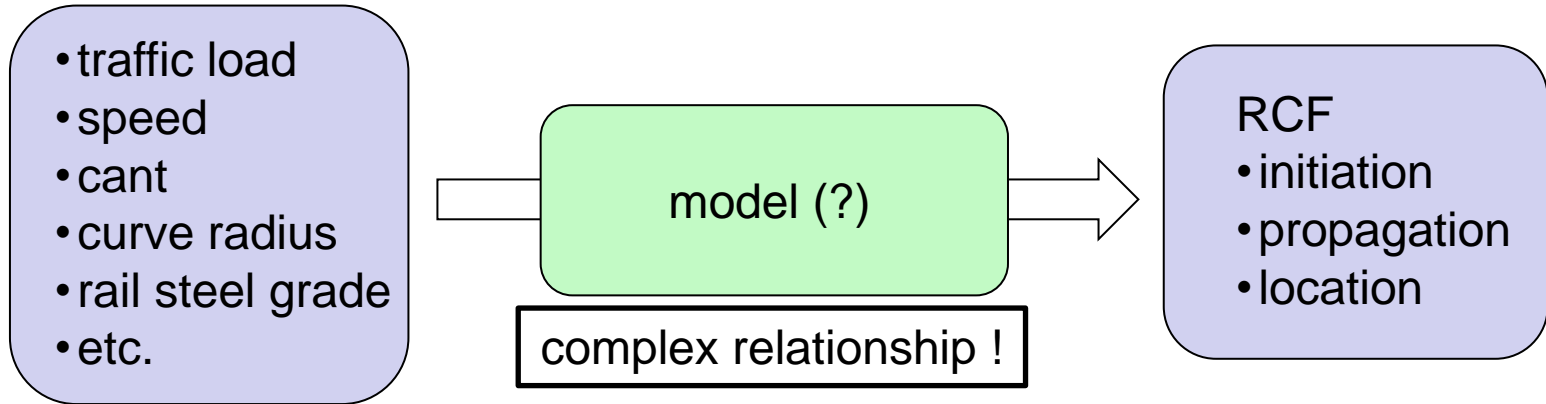 •traffic load
•speed
•cant
•curve radius
•rail steel grade
•etc.
model (?)
complex relationship !
RCF
•initiation
•propagation
•location